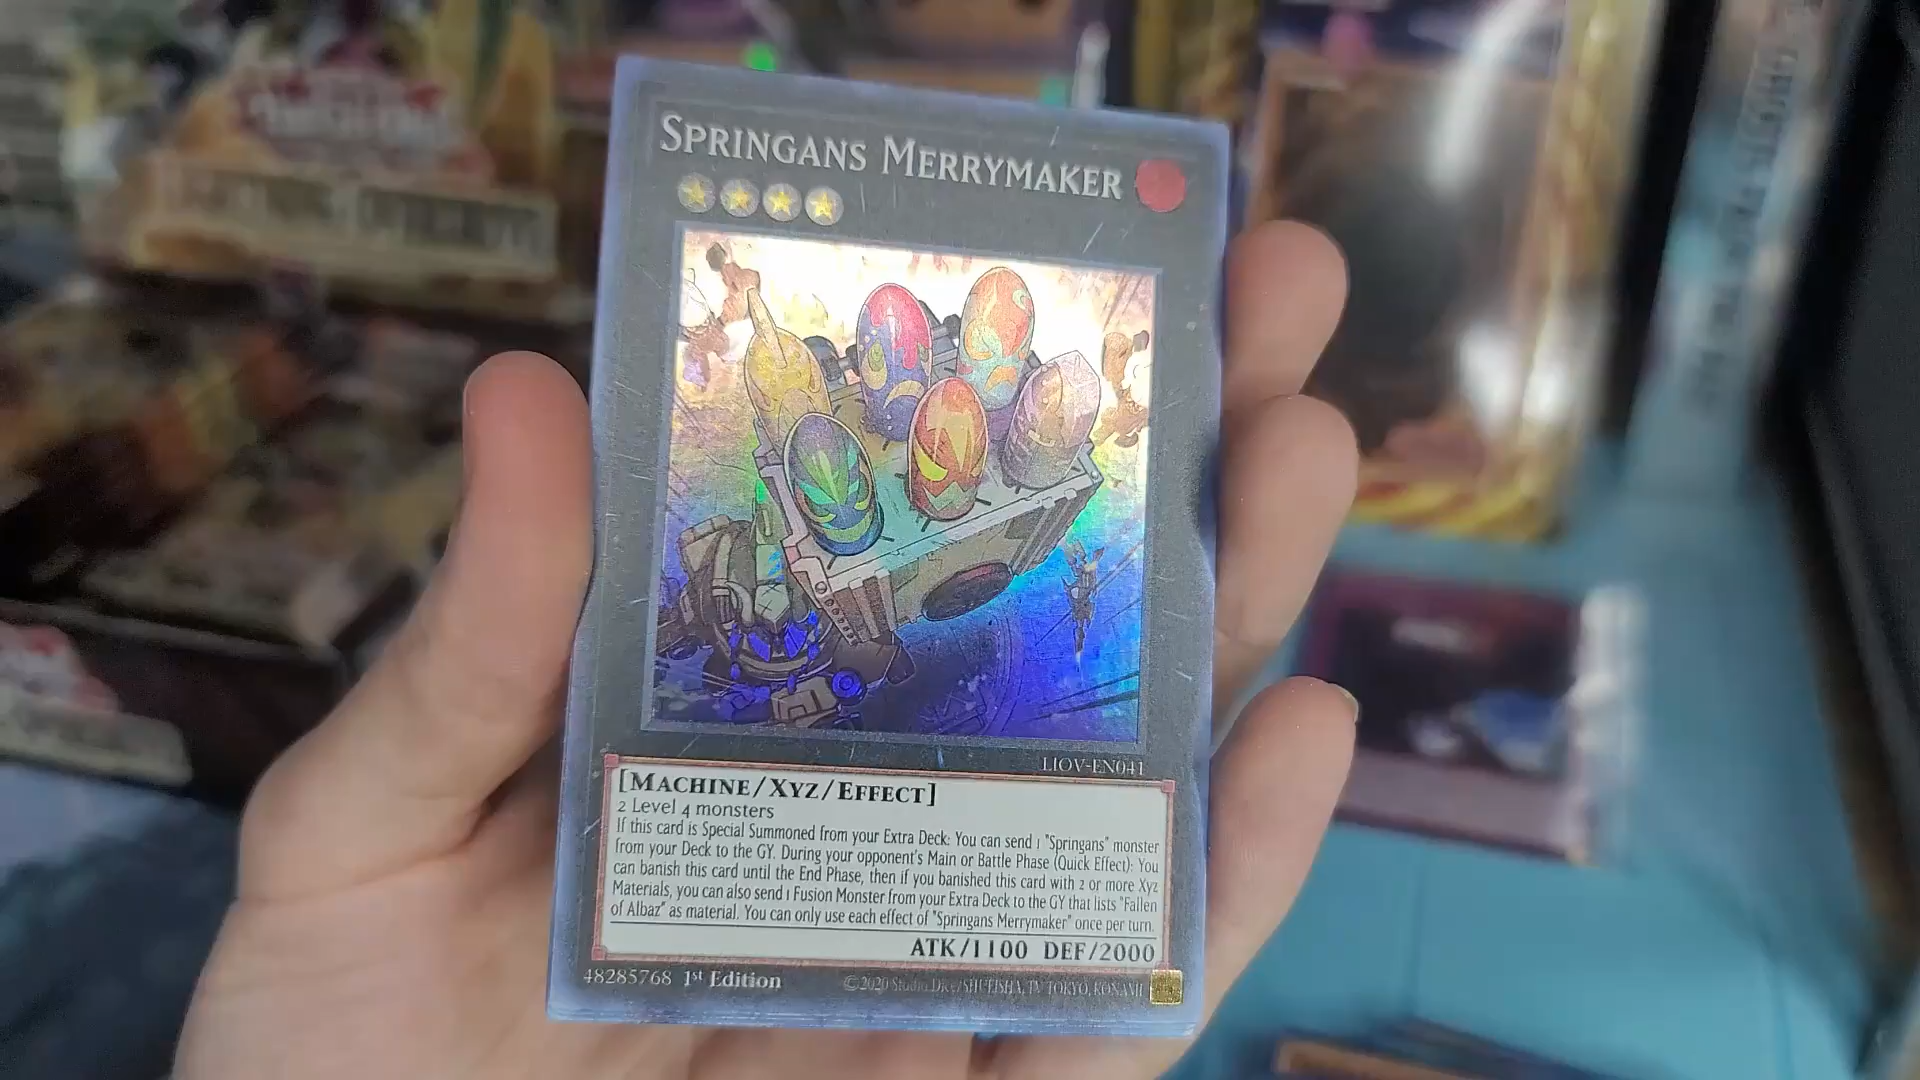 SPRINGANS MERRYMAKER
LIOV-EN041
[MACHINE/XYZ/EFFECT]
2 Level 4 monsters
If this card is Special Summoned from your Extra Deck: You can send 1 "Springans" monster
from your Deck to the GY. During your opponent's Main or Battle Phase (Quick Effect): You
can banish this card until the End Phase, then if you banished this card with 2 or more Xyz
Materials, you can also send 1 Fusion Monster from your Extra Deck to the GY that lists "Fallen
of Albaz" as material. You can only use each effect of "Springans Merrymaker" once per turn.
ATK/1100 DEF/2000
48285768 1st Edition
©2020 Studio Dice/SHUEISHA, TV TOKYO, KONAMI